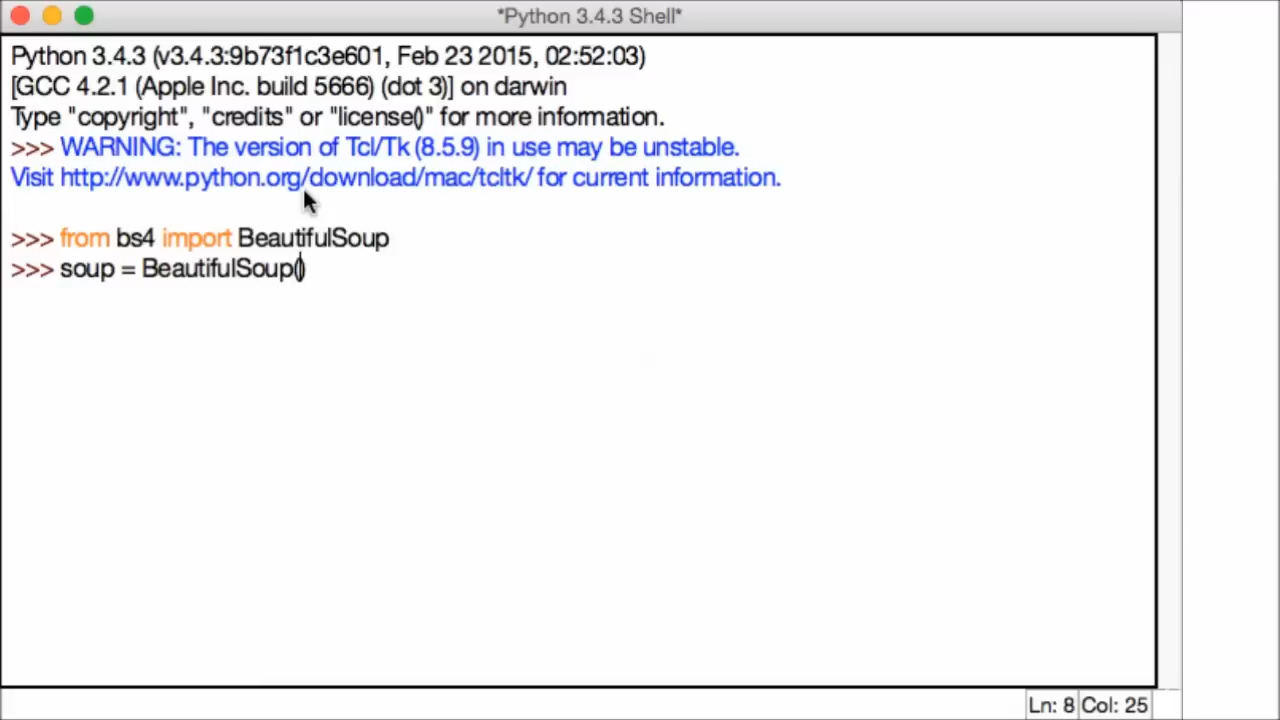 *Python 3.4.3 Shell*
Python 3.4.3 (v3.4.3:9b73f1c3e601, Feb 23 2015, 02:52:03)
[GCC 4.2.1 (Apple Inc. build 5666) (dot 3)] on darwin
Type "copyright", "credits" or "license()" for more information.
>>> WARNING: The version of Tcl/Tk (8.5.9) in use may be unstable.
Visit http://www.python.org/download/mac/tcltk/ for current information.
>>> from bs4 import BeautifulSoup
>>> soup = BeautifulSoup()
Ln: 8 Col: 25